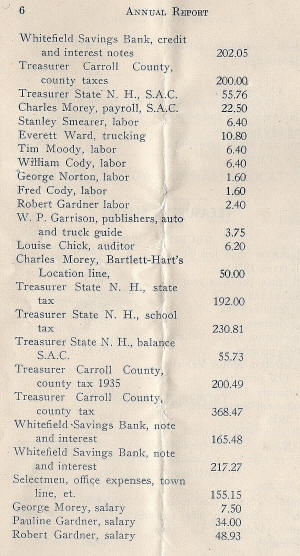 6 ANNUAL REPORT
Whitefield Savings Bank, credit
and interest notes 202.05
Treasurer Carroll County,
county taxes 200.00
Treasurer State N. H., S.A.C. 55.76
Charles Morey, payroll, S.A.C. 22.50
Stanley Smearer, labor 6.40
Everett Ward, trucking 10.80
Tim Moody, labor 6.40
William Cody, labor 6.40
George Norton, labor 1.60
Fred Cody, labor 1.60
Robert Gardner labor 2.40
W. P. Garrison, publishers, auto
and truck guide 3.75
Louise Chick, auditor 6.20
Charles Morey, Bartlett-Hart's
Location line, 50.00
Treasurer State N. H., state
tax 192.00
Treasurer State N. H., school
tax 230.81
Treasurer State N. H., balance
S.A.C. 55.73
Treasurer Carroll County,
county tax 1935 200.49
Treasurer Carroll County,
county tax 368.47
Whitefield Savings Bank, note
and interest 165.48
Whitefield Savings Bank, note
and interest 217.27
Selectmen, office expenses, town
line, et. 155.15
George Morey, salary 7.50
Pauline Gardner, salary 34.00
Robert Gardner, salary 48.93